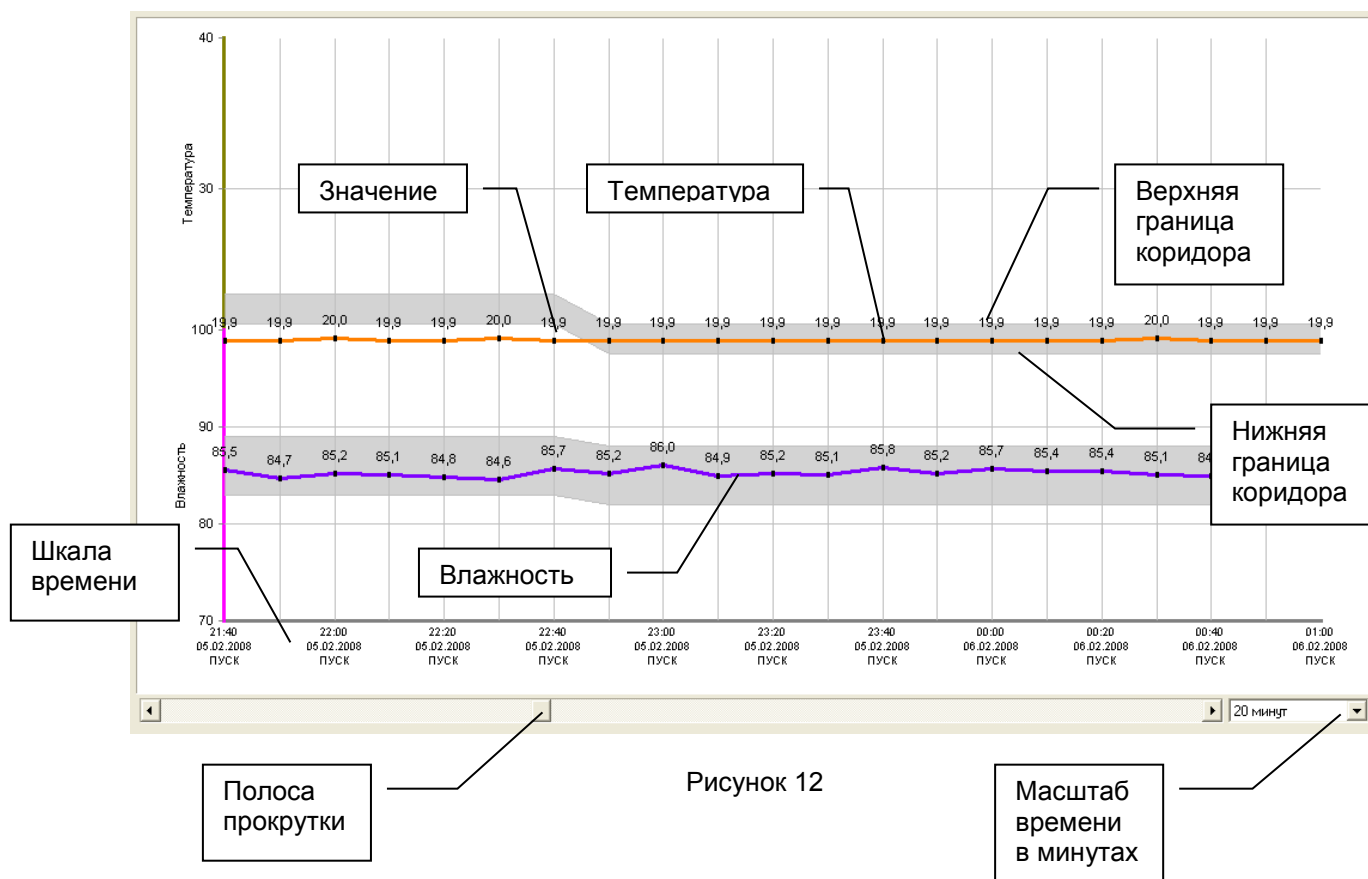 40
Температура
Значение
Температура
Верхняя
граница
коридора
30
19,9 19,9 20,0 19,9 19,9 20,0 19,9 19,9 19,9 19,9 19,9 19,9 19,9 19,9 19,9 19,9 19,9 20,0 19,9 19,9 19,9
100
90
Нижняя
граница
коридора
85,5 84,7 85,2 85,1 84,8 84,6 85,7 85,2 86,0 84,9 85,2 85,1 85,8 85,2 85,7 85,4 85,4 85,1 84
Влажность
80
Шкала
времени
Влажность
70
21:40 22:00 22:20 22:40 23:00 23:20 23:40 00:00 00:20 00:40 01:00
05.02.2008 05.02.2008 05.02.2008 05.02.2008 05.02.2008 05.02.2008 05.02.2008 06.02.2008 06.02.2008 06.02.2008 06.02.2008
ПУСК ПУСК ПУСК ПУСК ПУСК ПУСК ПУСК ПУСК ПУСК ПУСК ПУСК
20 минут
Полоса
прокрутки
Рисунок 12
Масштаб
времени
в минутах